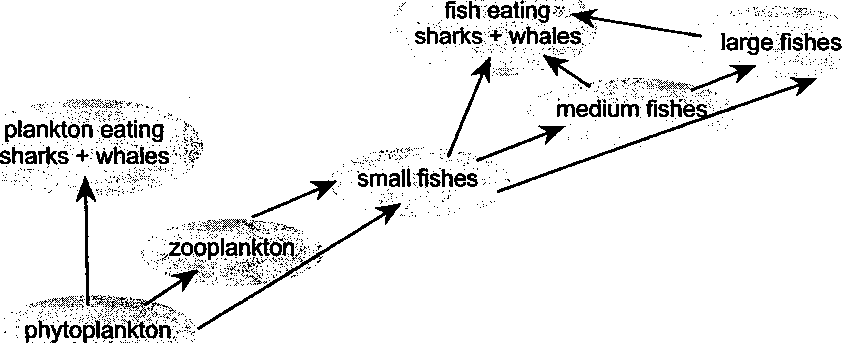 fish eating
sharks + whales
large fishes
medium fishes
plankton eating
sharks + whales
small fishes
zooplankton
phytoplankton